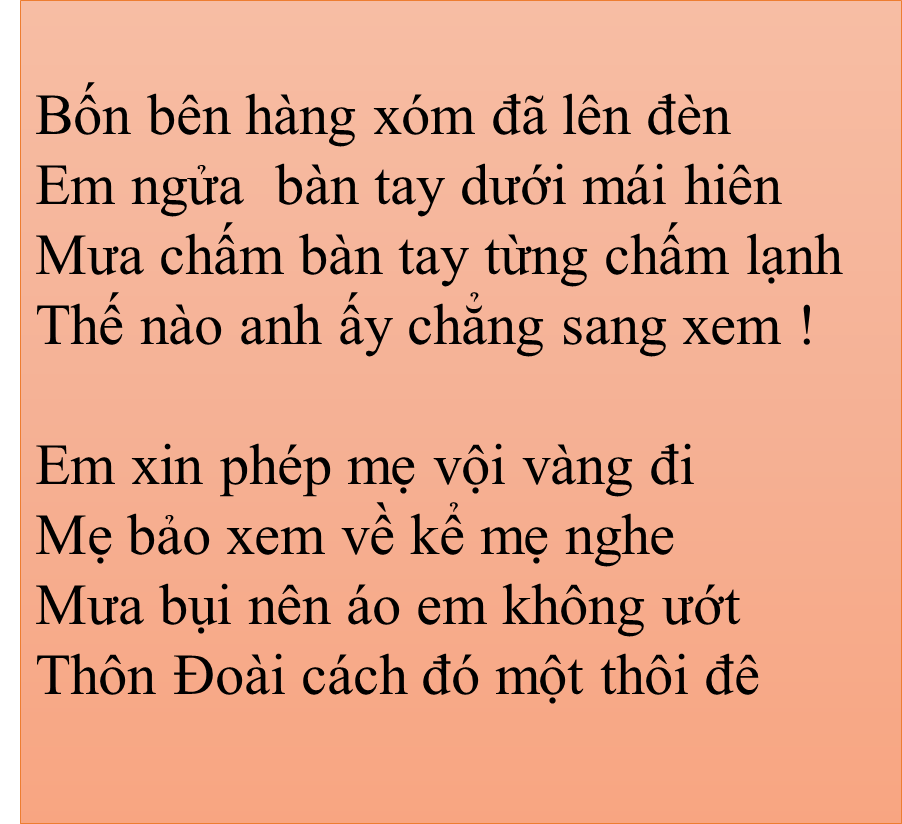 Bốn bên hàng xóm đã lên đèn
Em ngửa  bàn tay dưới mái hiên
Mưa chấm bàn tay từng chấm lạnh
Thế nào anh ấy chẳng sang xem !

Em xin phép mẹ vội vàng đi
Mẹ bảo xem về kể mẹ nghe
Mưa bụi nên áo em không ướt
Thôn Đoài cách đó một thôi đê